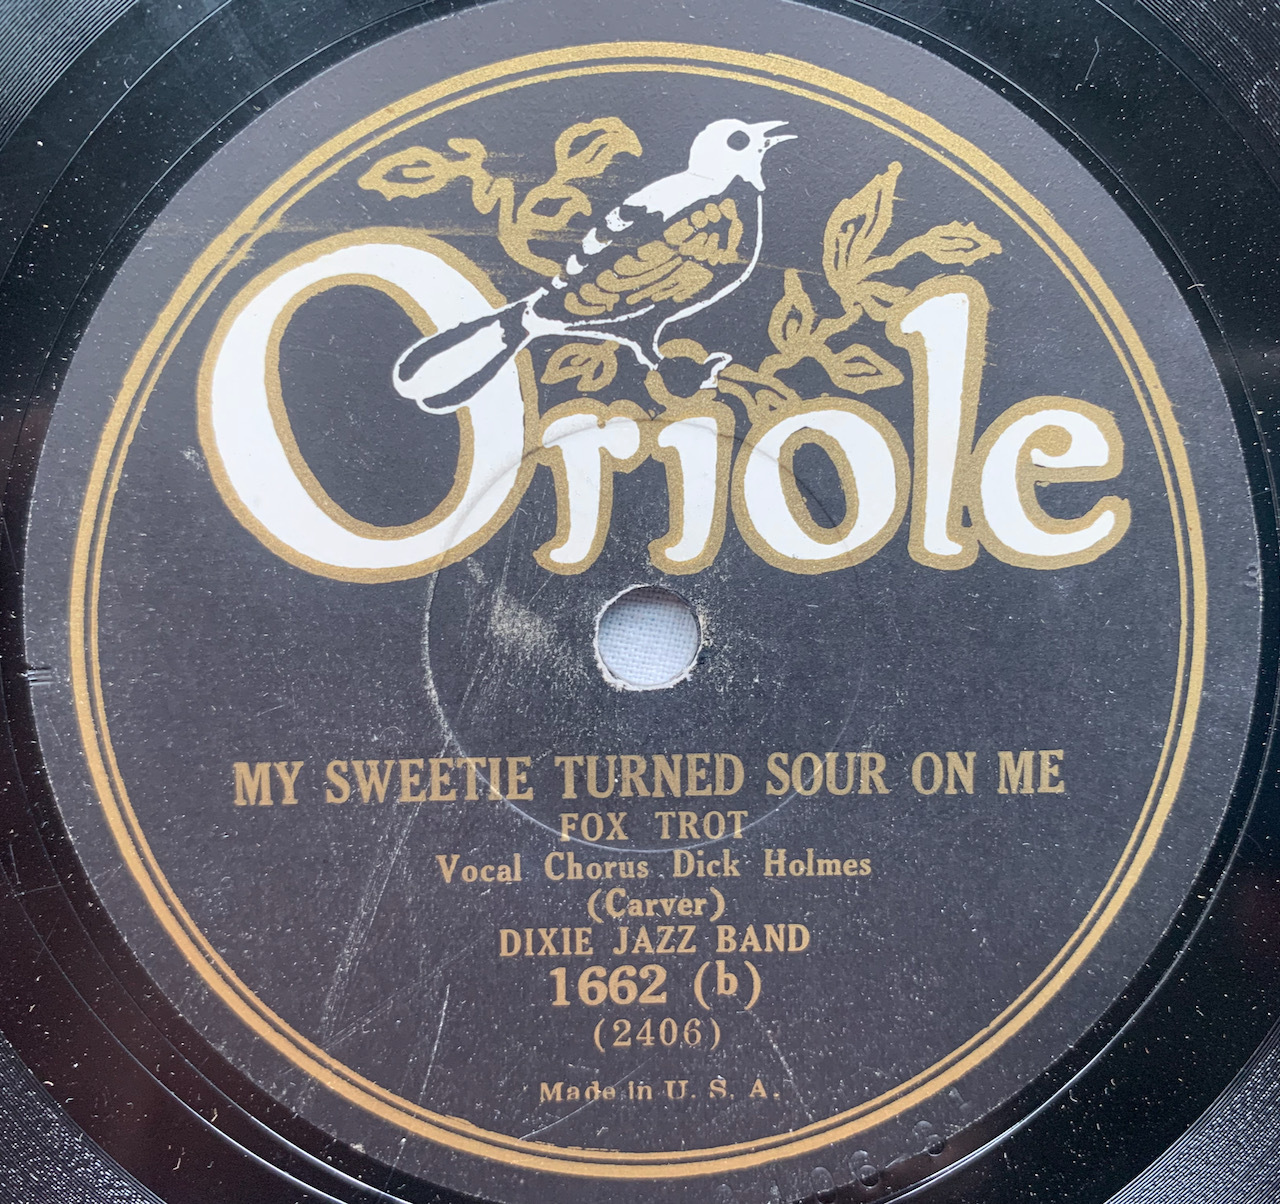 Oriole
MY SWEETIE TURNED SOUR ON ME
FOX TROT
Vocal Chorus Dick Holmes
(Carver)
DIXIE JAZZ BAND
1662 (b)
(2406)
Made in U. S. A.